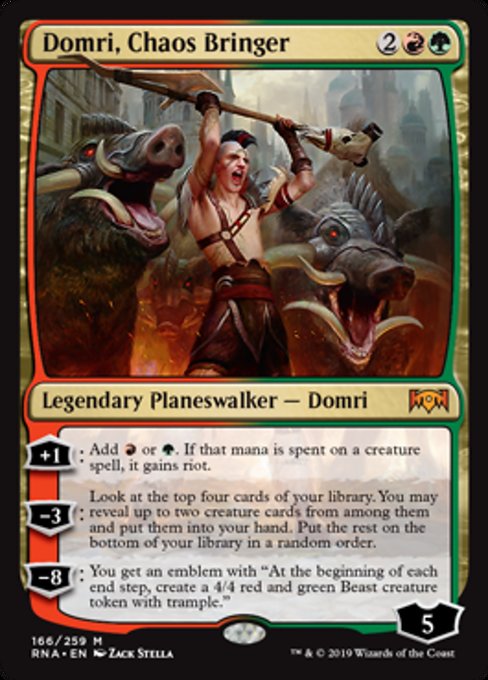 Domri, Chaos Bringer 2
Legendary Planeswalker — Domri
+1: Add or . If that mana is spent on a creature
spell, it gains riot.
Look at the top four cards of your library. You may
−3: reveal up to two creature cards from among them
and put them into your hand. Put the rest on the
bottom of your library in a random order.
−8: You get an emblem with “At the beginning of each
end step, create a 4/4 red and green Beast creature
token with trample.”
5
166/259 M
RNA • EN Zack Stella
™ & © 2019 Wizards of the Coast